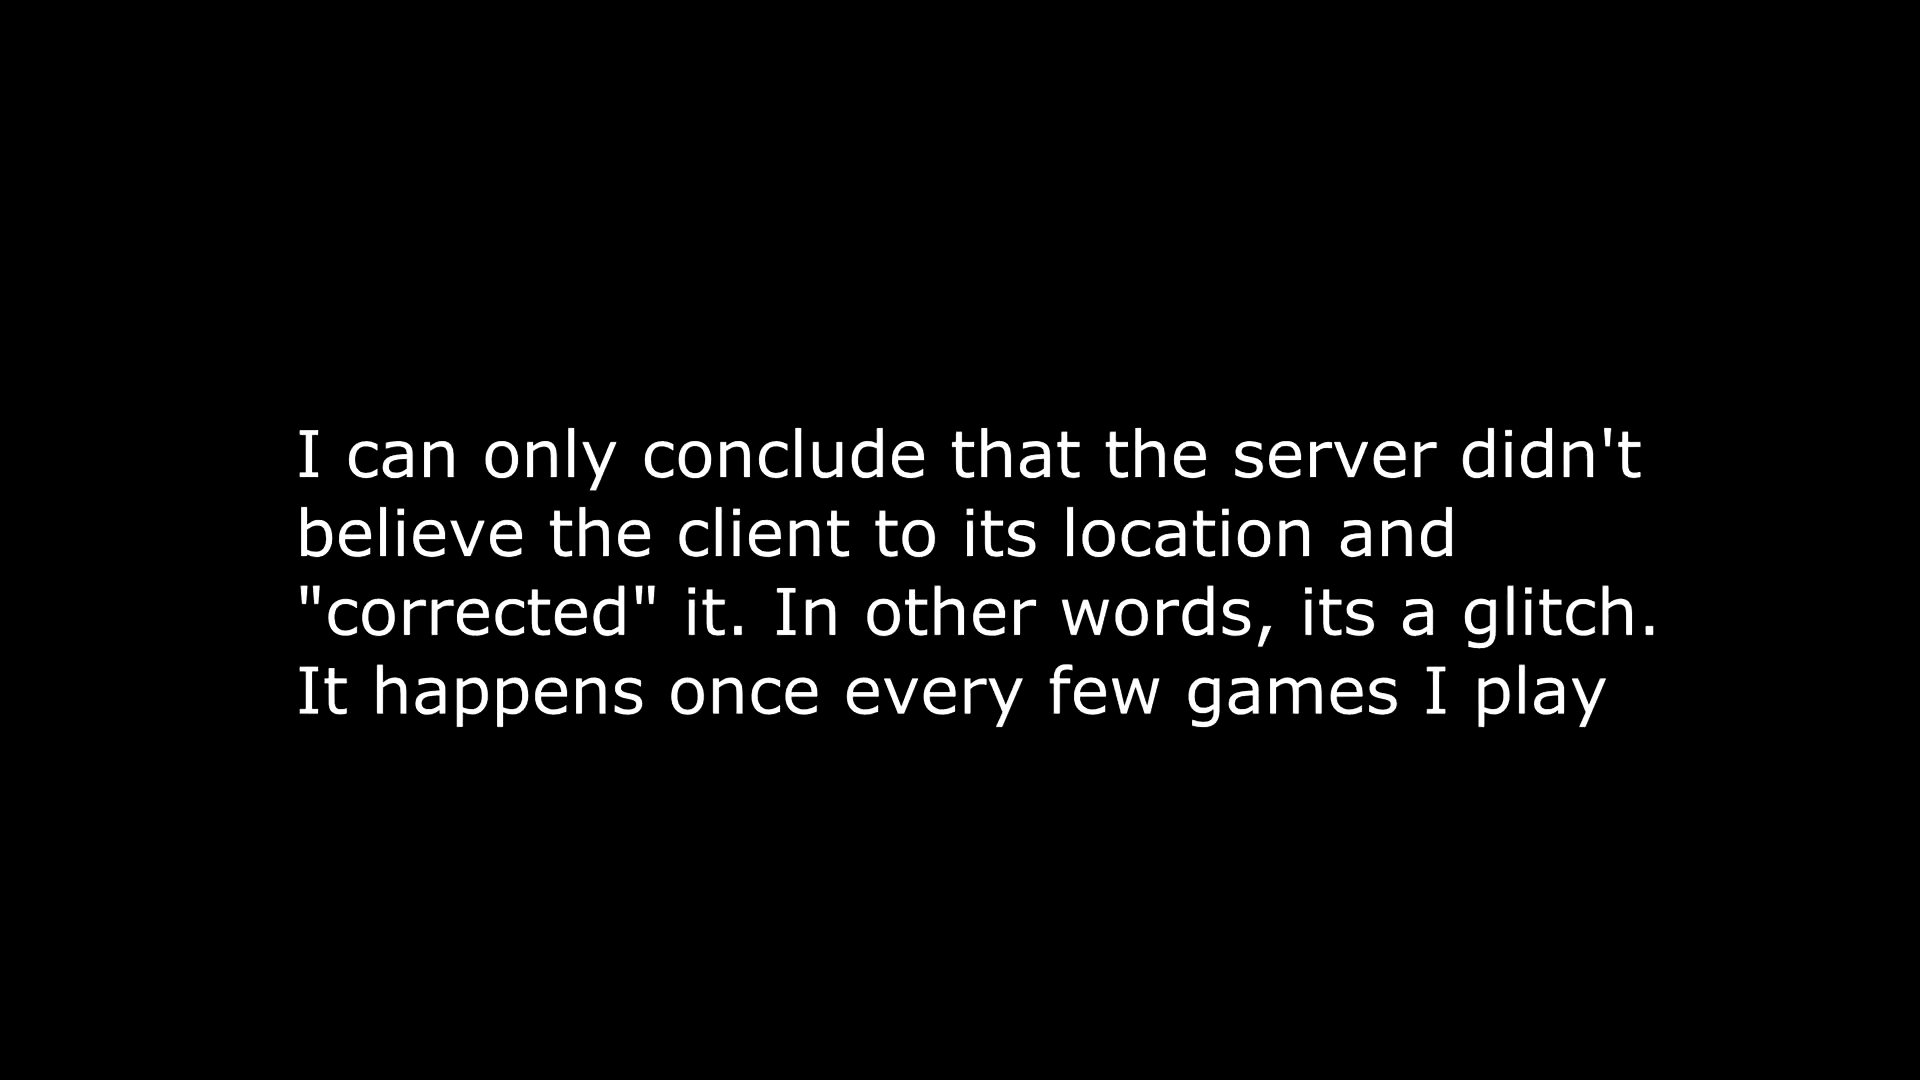 I can only conclude that the server didn't
believe the client to its location and
"corrected" it. In other words, its a glitch.
It happens once every few games I play